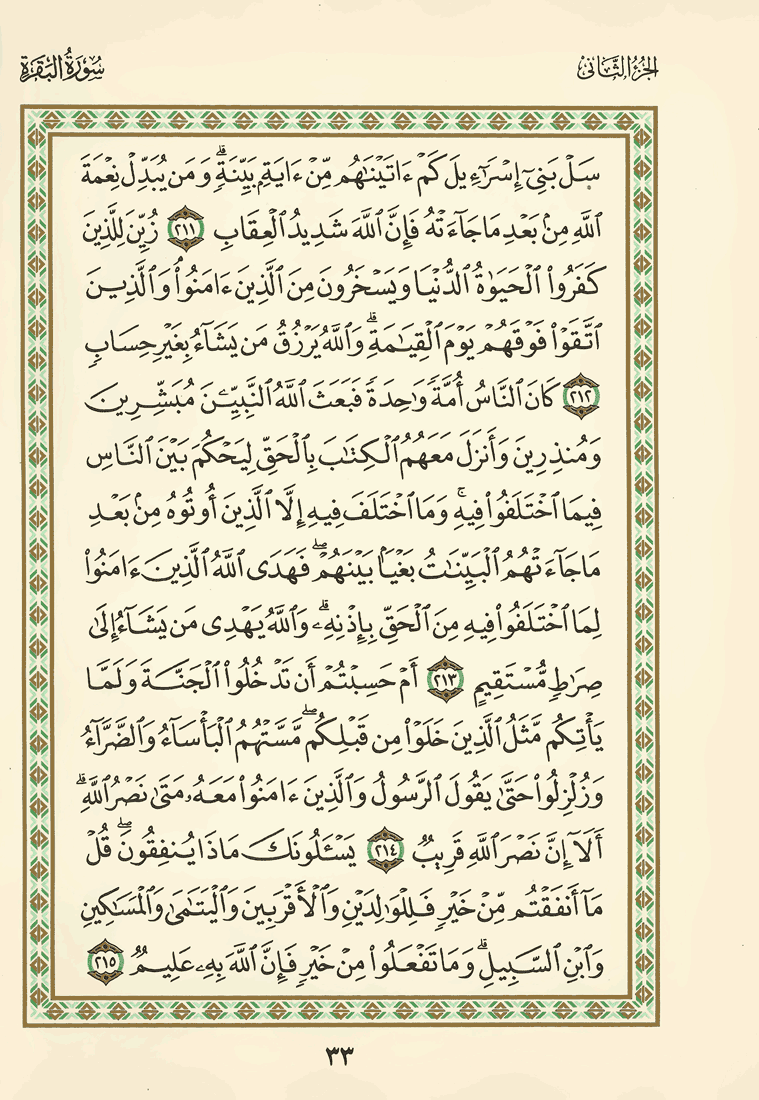 الجزء الثاني
سورة البقرة
سَلْ بَنِيٓ إِسْرَٰٓءِيلَ كَمْ ءَاتَيْنَٰهُم مِّنْ ءَايَةِۭ بَيِّنَةٍۗ وَمَن يُبَدِّلْ نِعْمَةَ
ٱللَّهِ مِنۢ بَعْدِ مَا جَآءَتْهُ فَإِنَّ ٱللَّهَ شَدِيدُ ٱلْعِقَابِ ﴿٢١١﴾ زُيِّنَ لِلَّذِينَ
كَفَرُوا۟ ٱلْحَيَوٰةُ ٱلدُّنْيَا وَيَسْخَرُونَ مِنَ ٱلَّذِينَ ءَامَنُوا۟ۘ وَٱلَّذِينَ
ٱتَّقَوْا۟ فَوْقَهُمْ يَوْمَ ٱلْقِيَٰمَةِۗ وَٱللَّهُ يَرْزُقُ مَن يَشَآءُ بِغَيْرِ حِسَابٍ
﴿٢١٢﴾ كَانَ ٱلنَّاسُ أُمَّةً وَٰحِدَةً فَبَعَثَ ٱللَّهُ ٱلنَّبِيِّـۧنَ مُبَشِّرِينَ
وَمُنذِرِينَ وَأَنزَلَ مَعَهُمُ ٱلْكِتَٰبَ بِٱلْحَقِّ لِيَحْكُمَ بَيْنَ ٱلنَّاسِ
فِيمَا ٱخْتَلَفُوا۟ فِيهِۚ وَمَا ٱخْتَلَفَ فِيهِ إِلَّا ٱلَّذِينَ أُوتُوهُ مِنۢ بَعْدِ
مَا جَآءَتْهُمُ ٱلْبَيِّنَٰتُ بَغْيًۢا بَيْنَهُمْۖ فَهَدَى ٱللَّهُ ٱلَّذِينَ ءَامَنُوا۟
لِمَا ٱخْتَلَفُوا۟ فِيهِ مِنَ ٱلْحَقِّ بِإِذْنِهِۦۗ وَٱللَّهُ يَهْدِى مَن يَشَآءُ إِلَىٰ
صِرَٰطٍ مُّسْتَقِيمٍ ﴿٢١٣﴾ أَمْ حَسِبْتُمْ أَن تَدْخُلُوا۟ ٱلْجَنَّةَ وَلَمَّا
يَأْتِكُم مَّثَلُ ٱلَّذِينَ خَلَوْا۟ مِن قَبْلِكُمۖ مَّسَّتْهُمُ ٱلْبَأْسَآءُ وَٱلضَّرَّآءُ
وَزُلْزِلُوا۟ حَتَّىٰ يَقُولَ ٱلرَّسُولُ وَٱلَّذِينَ ءَامَنُوا۟ مَعَهُۥ مَتَىٰ نَصْرُ ٱللَّهِۗ
أَلَآ إِنَّ نَصْرَ ٱللَّهِ قَرِيبٌ ﴿٢١٤﴾ يَسْـَٔلُونَكَ مَاذَا يُنفِقُونَۖ قُلْ
مَآ أَنفَقْتُم مِّنْ خَيْرٍ فَلِلْوَٰلِدَيْنِ وَٱلْأَقْرَبِينَ وَٱلْيَتَٰمَىٰ وَٱلْمَسَٰكِينِ
وَٱبْنِ ٱلسَّبِيلِۗ وَمَا تَفْعَلُوا۟ مِنْ خَيْرٍ فَإِنَّ ٱللَّهَ بِهِۦ عَلِيمٌ ﴿٢١٥﴾
٣٣